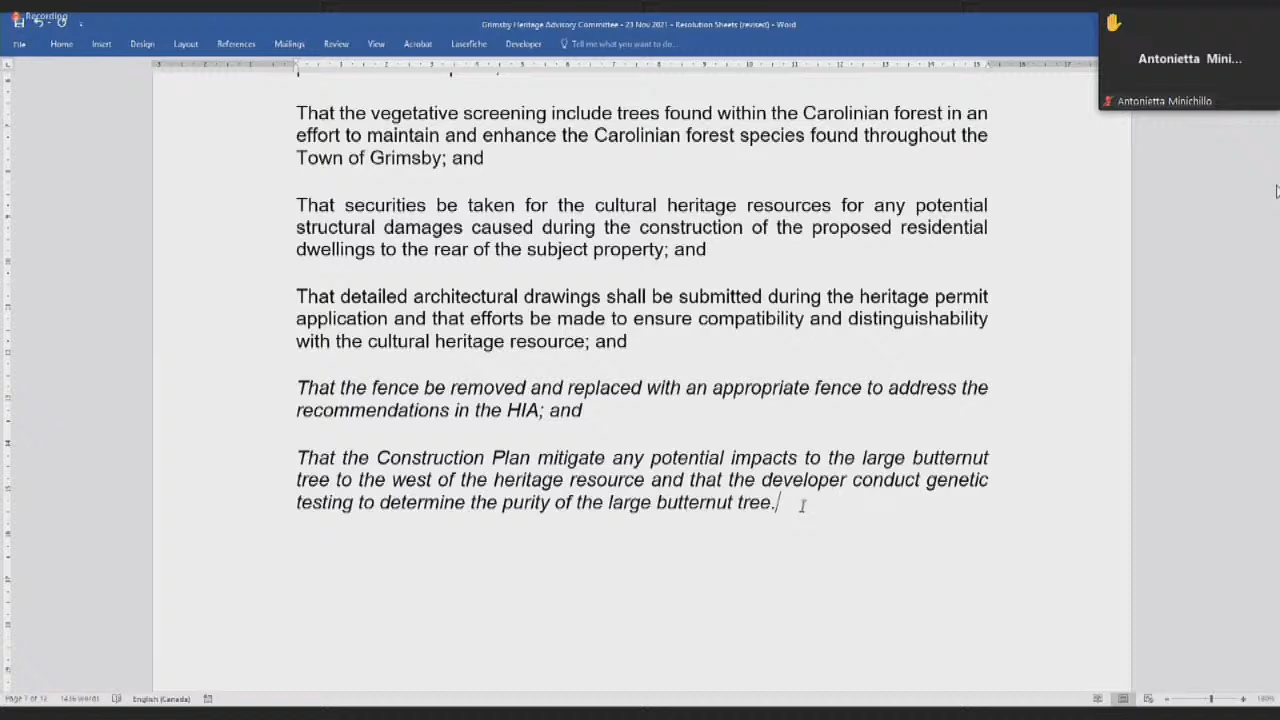 Recording
Grimsby Heritage Advisory Committee - 23 Nov 2021 - Resolution Sheets (revised) - Word
File Home Insert Design Layout References Mailings Review View Acrobat Laserfiche Developer Tell me what you want to do...
Antonietta Mini...
Antonietta Minichillo
That the vegetative screening include trees found within the Carolinian forest in an
effort to maintain and enhance the Carolinian forest species found throughout the
Town of Grimsby; and
That securities be taken for the cultural heritage resources for any potential
structural damages caused during the construction of the proposed residential
dwellings to the rear of the subject property; and
That detailed architectural drawings shall be submitted during the heritage permit
application and that efforts be made to ensure compatibility and distinguishability
with the cultural heritage resource; and
That the fence be removed and replaced with an appropriate fence to address the
recommendations in the HIA; and
That the Construction Plan mitigate any potential impacts to the large butternut
tree to the west of the heritage resource and that the developer conduct genetic
testing to determine the purity of the large butternut tree.
Page 7 of 12 1436 words English (Canada) 180%